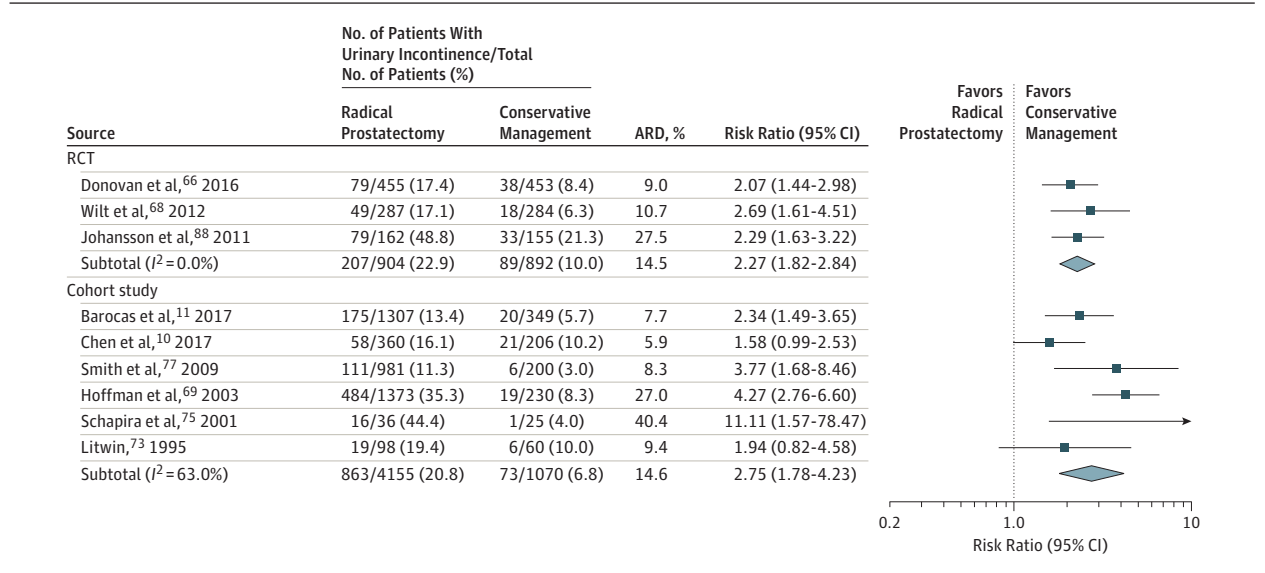 No. of Patients With
Urinary Incontinence/Total
No. of Patients (%)
Favors Radical Prostatectomy
Favors Conservative Management
Source Radical Prostatectomy Conservative Management ARD, % Risk Ratio (95% CI)
RCT
Donovan et al,66 2016 79/455 (17.4) 38/453 (8.4) 9.0 2.07 (1.44-2.98)
Wilt et al,68 2012 49/287 (17.1) 18/284 (6.3) 10.7 2.69 (1.61-4.51)
Johansson et al,88 2011 79/162 (48.8) 33/155 (21.3) 27.5 2.29 (1.63-3.22)
Subtotal (I2 = 0.0%) 207/904 (22.9) 89/892 (10.0) 14.5 2.27 (1.82-2.84)
Cohort study
Barocas et al,11 2017 175/1307 (13.4) 20/349 (5.7) 7.7 2.34 (1.49-3.65)
Chen et al,10 2017 58/360 (16.1) 21/206 (10.2) 5.9 1.58 (0.99-2.53)
Smith et al,77 2009 111/981 (11.3) 6/200 (3.0) 8.3 3.77 (1.68-8.46)
Hoffman et al,69 2003 484/1373 (35.3) 19/230 (8.3) 27.0 4.27 (2.76-6.60)
Schapira et al,75 2001 16/36 (44.4) 1/25 (4.0) 40.4 11.11 (1.57-78.47)
Litwin,73 1995 19/98 (19.4) 6/60 (10.0) 9.4 1.94 (0.82-4.58)
Subtotal (I2 = 63.0%) 863/4155 (20.8) 73/1070 (6.8) 14.6 2.75 (1.78-4.23)
0.2 1.0 10
Risk Ratio (95% CI)